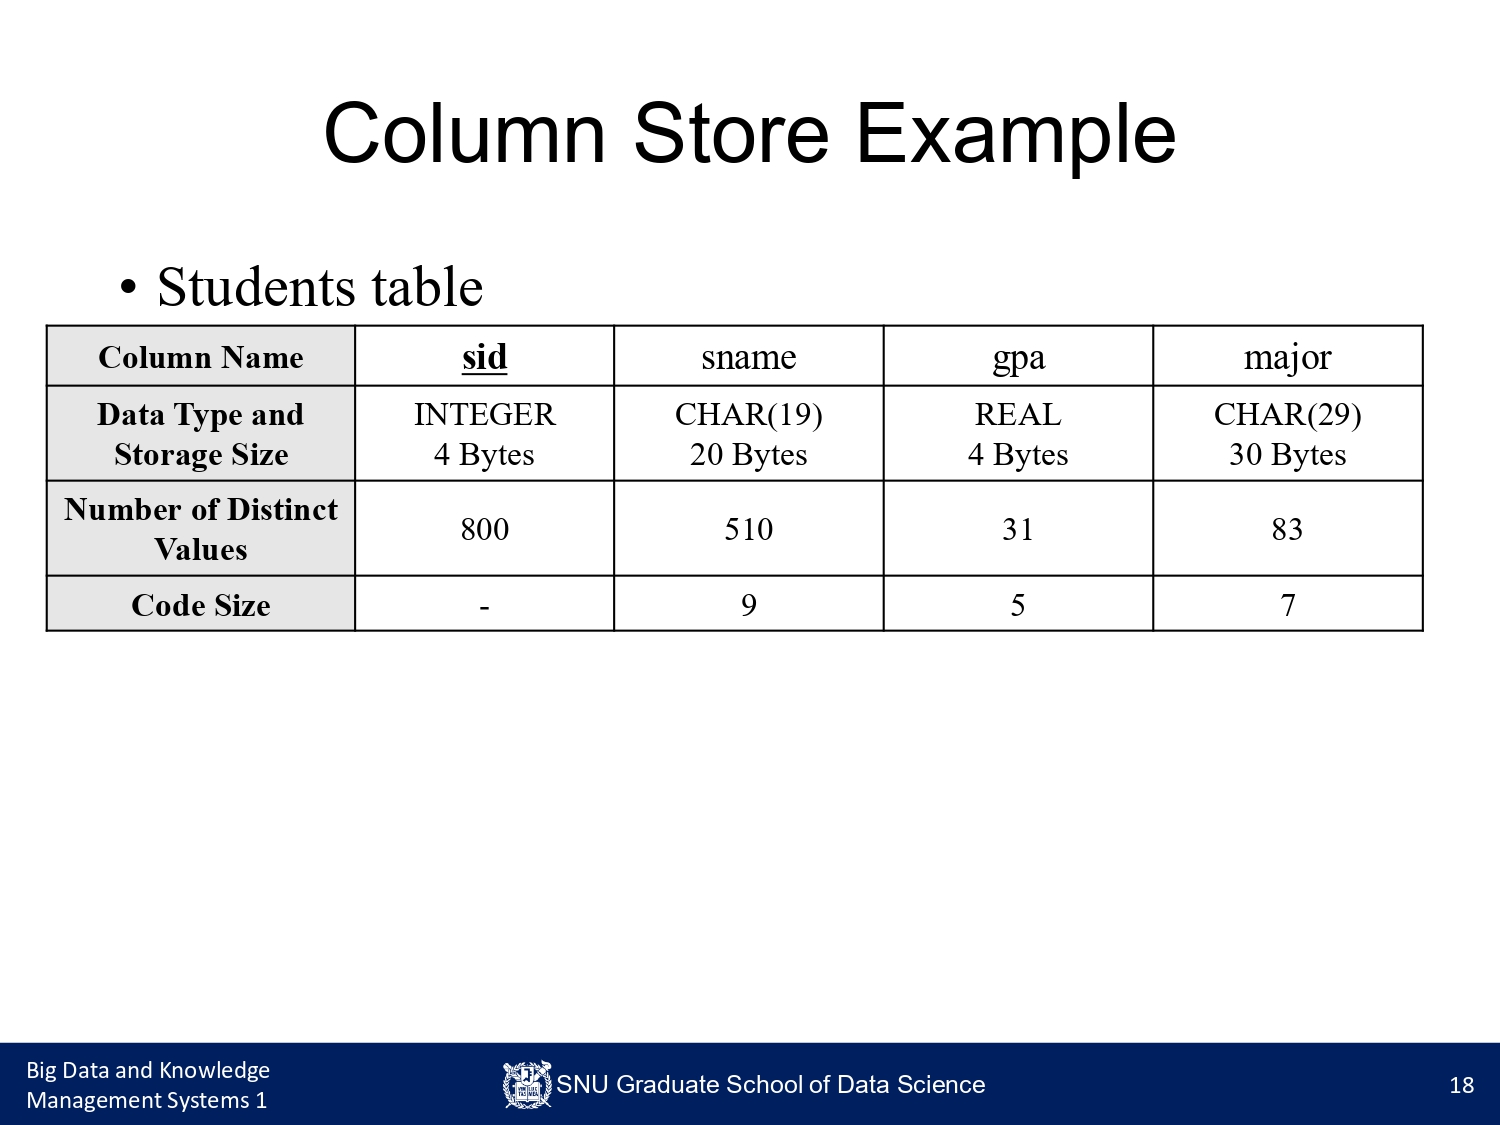 Column Store Example
• Students table
Column Name sid sname gpa major
Data Type and Storage Size INTEGER 4 Bytes CHAR(19) 20 Bytes REAL 4 Bytes CHAR(29) 30 Bytes
Number of Distinct Values 800 510 31 83
Code Size - 9 5 7
Big Data and Knowledge
Management Systems 1
SNU Graduate School of Data Science
18